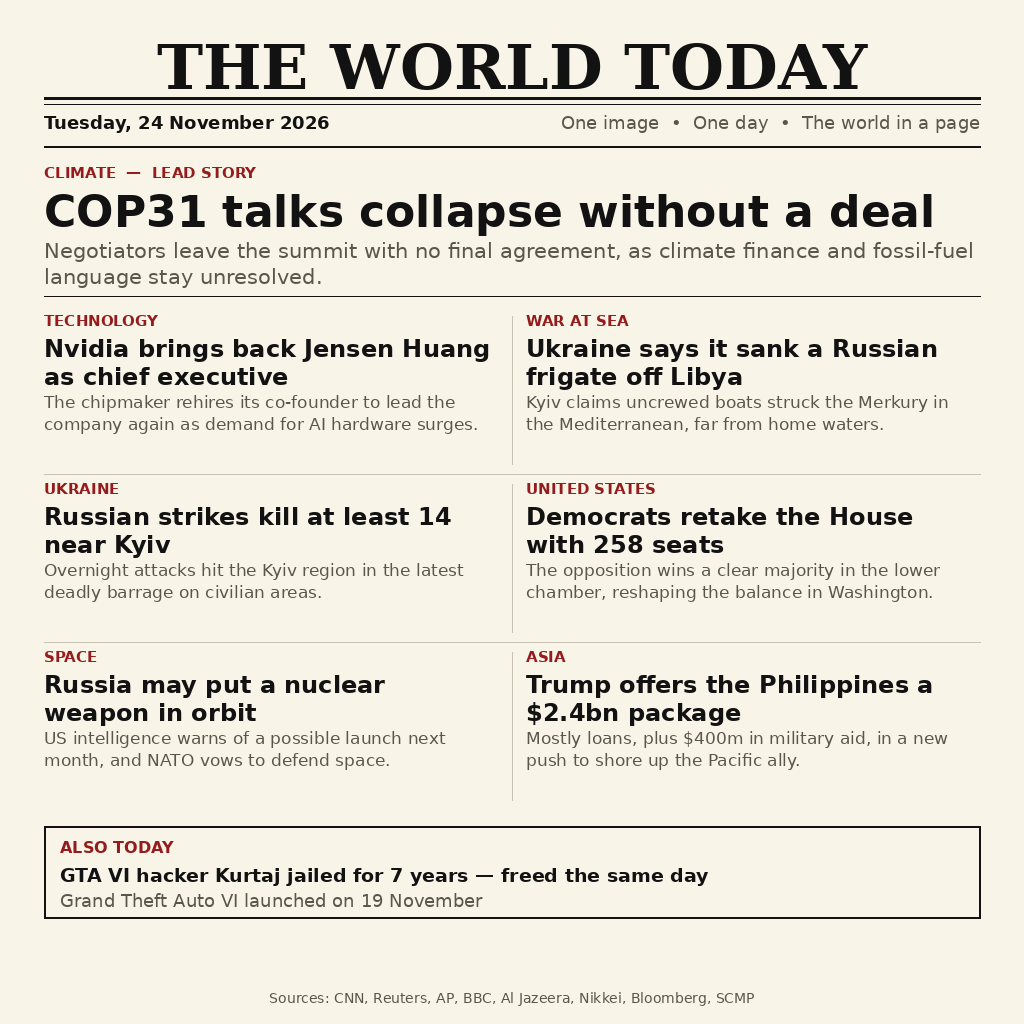 THE WORLD TODAY
Tuesday, 24 November 2026
One image • One day • The world in a page
CLIMATE — LEAD STORY
COP31 talks collapse without a deal
Negotiators leave the summit with no final agreement, as climate finance and fossil-fuel
language stay unresolved.
TECHNOLOGY
Nvidia brings back Jensen Huang
as chief executive
The chipmaker rehires its co-founder to lead the
company again as demand for AI hardware surges.
WAR AT SEA
Ukraine says it sank a Russian
frigate off Libya
Kyiv claims uncrewed boats struck the Merkury in
the Mediterranean, far from home waters.
UKRAINE
Russian strikes kill at least 14
near Kyiv
Overnight attacks hit the Kyiv region in the latest
deadly barrage on civilian areas.
UNITED STATES
Democrats retake the House
with 258 seats
The opposition wins a clear majority in the lower
chamber, reshaping the balance in Washington.
SPACE
Russia may put a nuclear
weapon in orbit
US intelligence warns of a possible launch next
month, and NATO vows to defend space.
ASIA
Trump offers the Philippines a
$2.4bn package
Mostly loans, plus $400m in military aid, in a new
push to shore up the Pacific ally.
ALSO TODAY
GTA VI hacker Kurtaj jailed for 7 years — freed the same day
Grand Theft Auto VI launched on 19 November
Sources: CNN, Reuters, AP, BBC, Al Jazeera, Nikkei, Bloomberg, SCMP